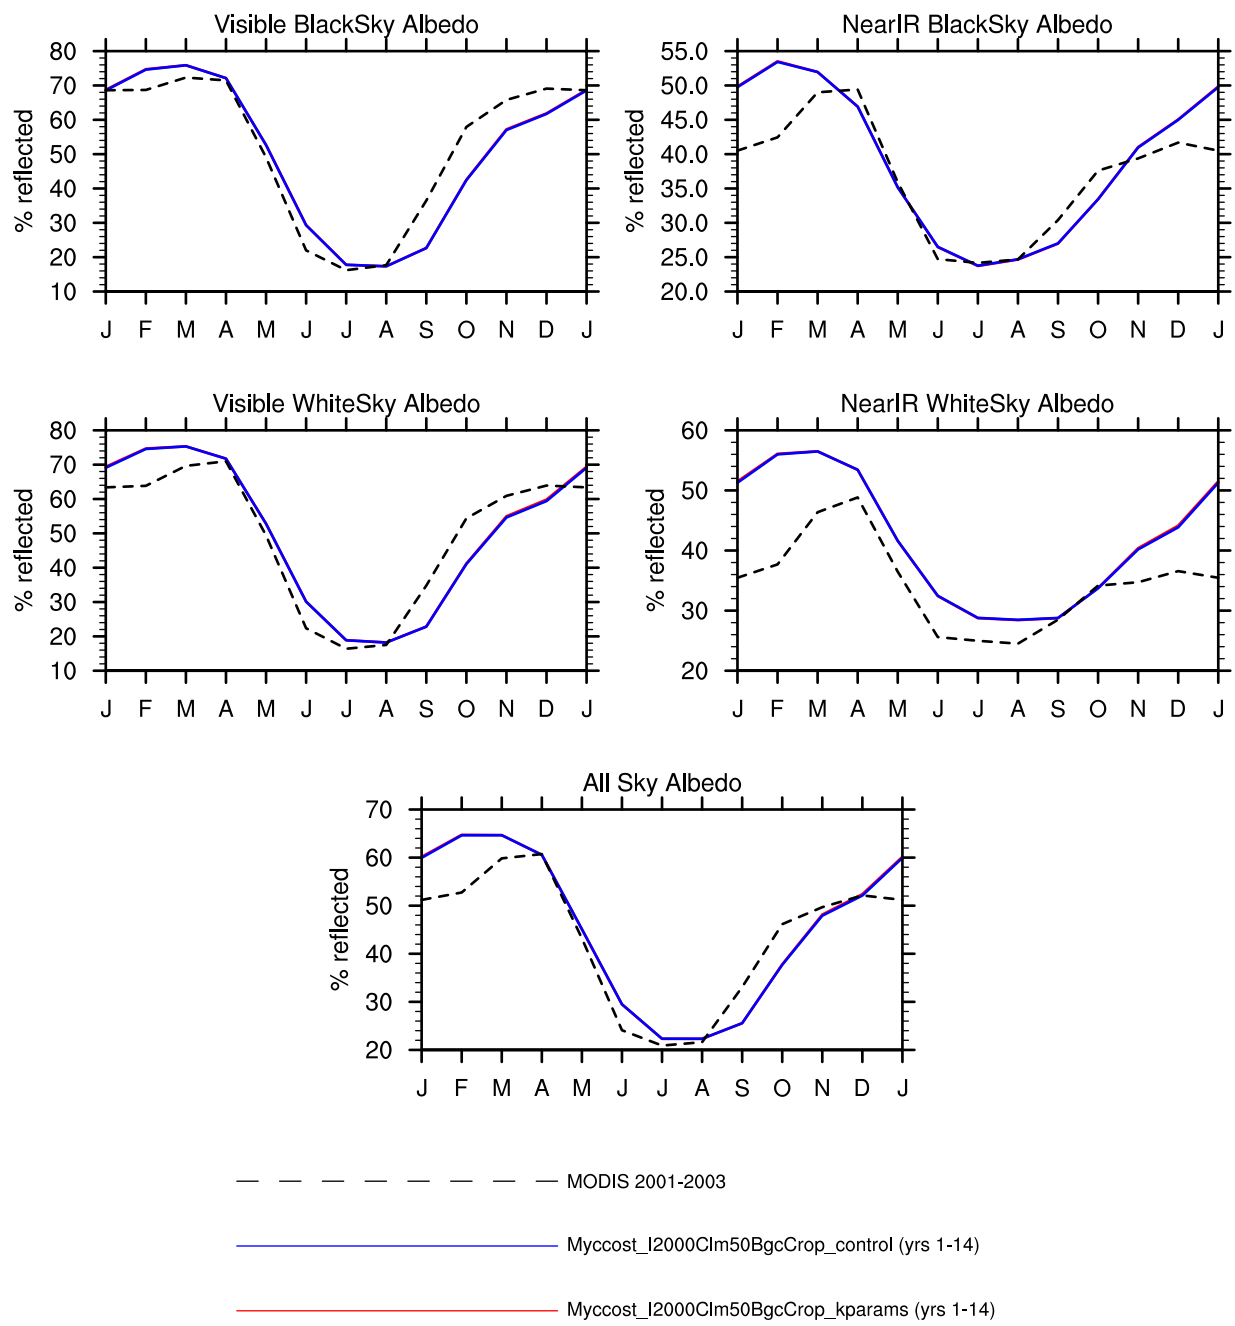 Visible BlackSky Albedo
% reflected
80
70
60
50
40
30
20
10
J F M A M J J A S O N D J
NearIR BlackSky Albedo
% reflected
55.0
50.0
45.0
40.0
35.0
30.0
25.0
20.0
J F M A M J J A S O N D J
Visible WhiteSky Albedo
% reflected
80
70
60
50
40
30
20
10
J F M A M J J A S O N D J
NearIR WhiteSky Albedo
% reflected
60
50
40
30
20
J F M A M J J A S O N D J
All Sky Albedo
% reflected
70
60
50
40
30
20
J F M A M J J A S O N D J
MODIS 2001-2003
Myccost_I2000Clm50BgcCrop_control (yrs 1-14)
Myccost_I2000Clm50BgcCrop_kparams (yrs 1-14)